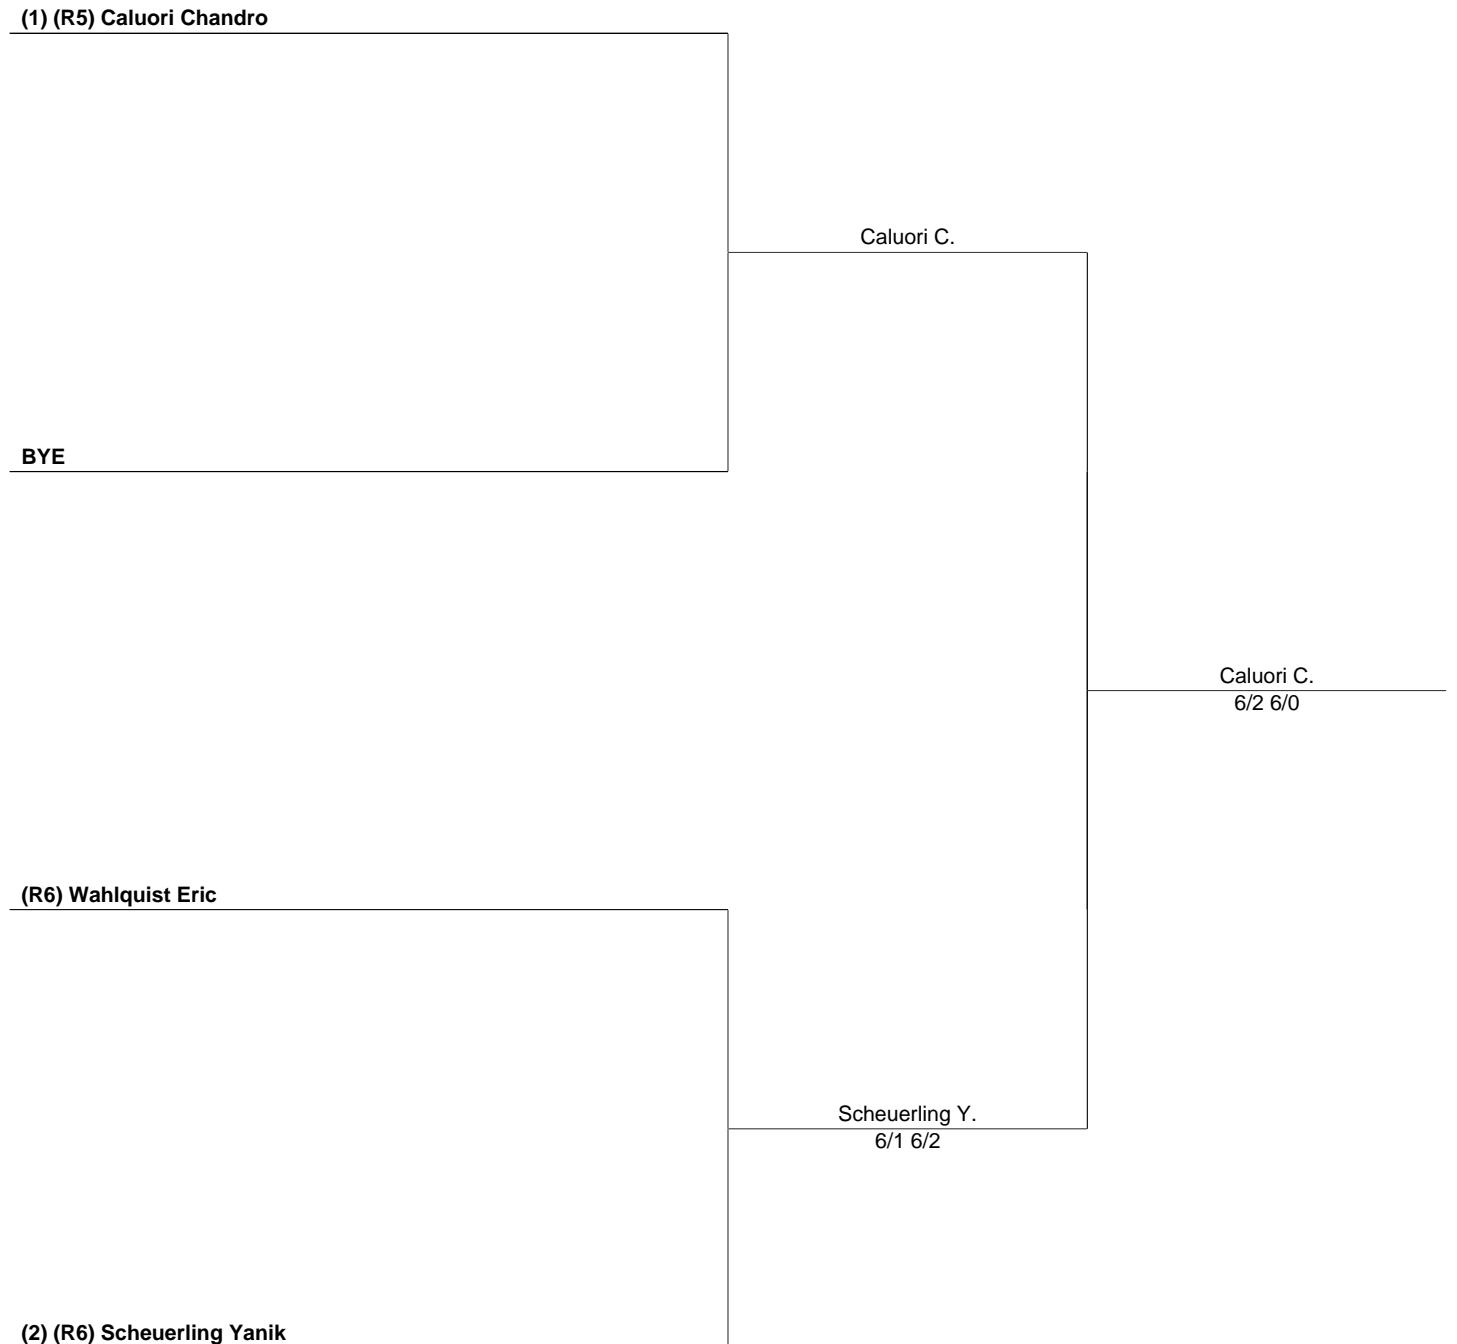 (1) (R5) Caluori Chandro
Caluori C.
BYE
Caluori C.
6/2 6/0
(R6) Wahlquist Eric
Scheuerling Y.
6/1 6/2
(2) (R6) Scheuerling Yanik